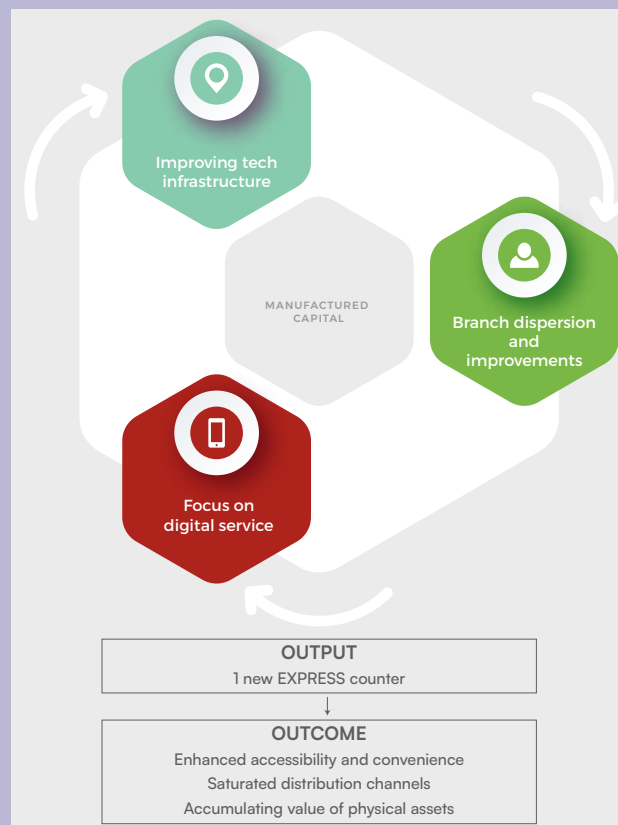 Improving tech
infrastructure
MANUFACTURED
CAPITAL
Branch dispersion
and
improvements
Focus on
digital service
OUTPUT
1 new EXPRESS counter
OUTCOME
Enhanced accessibility and convenience
Saturated distribution channels
Accumulating value of physical assets